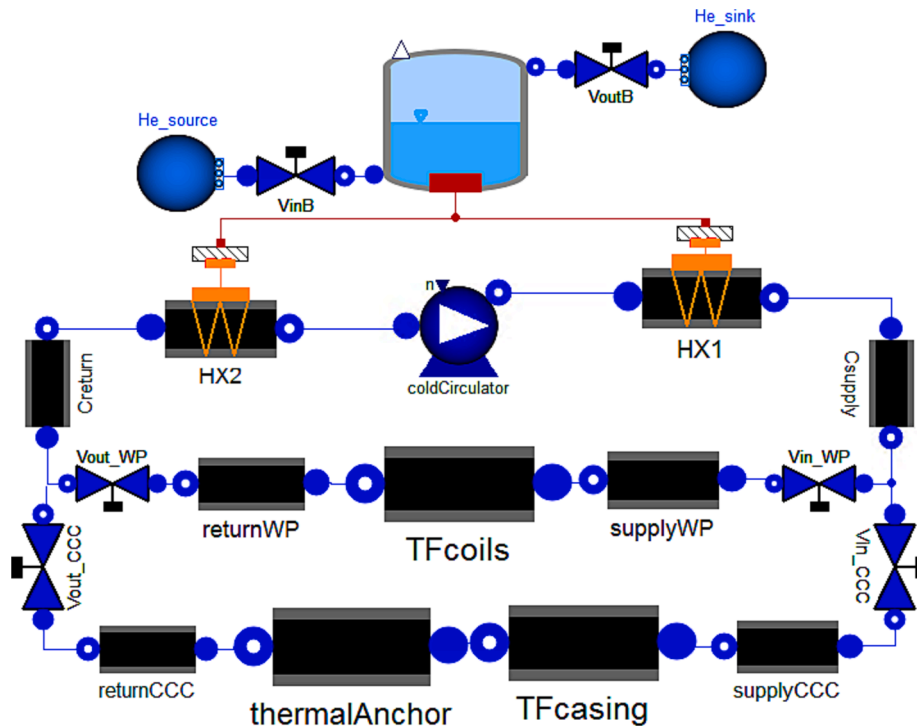 He_sink
VoutB
He_source
VinB
n
HX1
HX2
coldCirculator
Creturn
Csupply
Vout_WP
Vin_WP
returnWP
supplyWP
TFcoils
Vout_CCC
VIn_CCC
returnCCC
supplyCCC
thermalAnchor
TFcasing